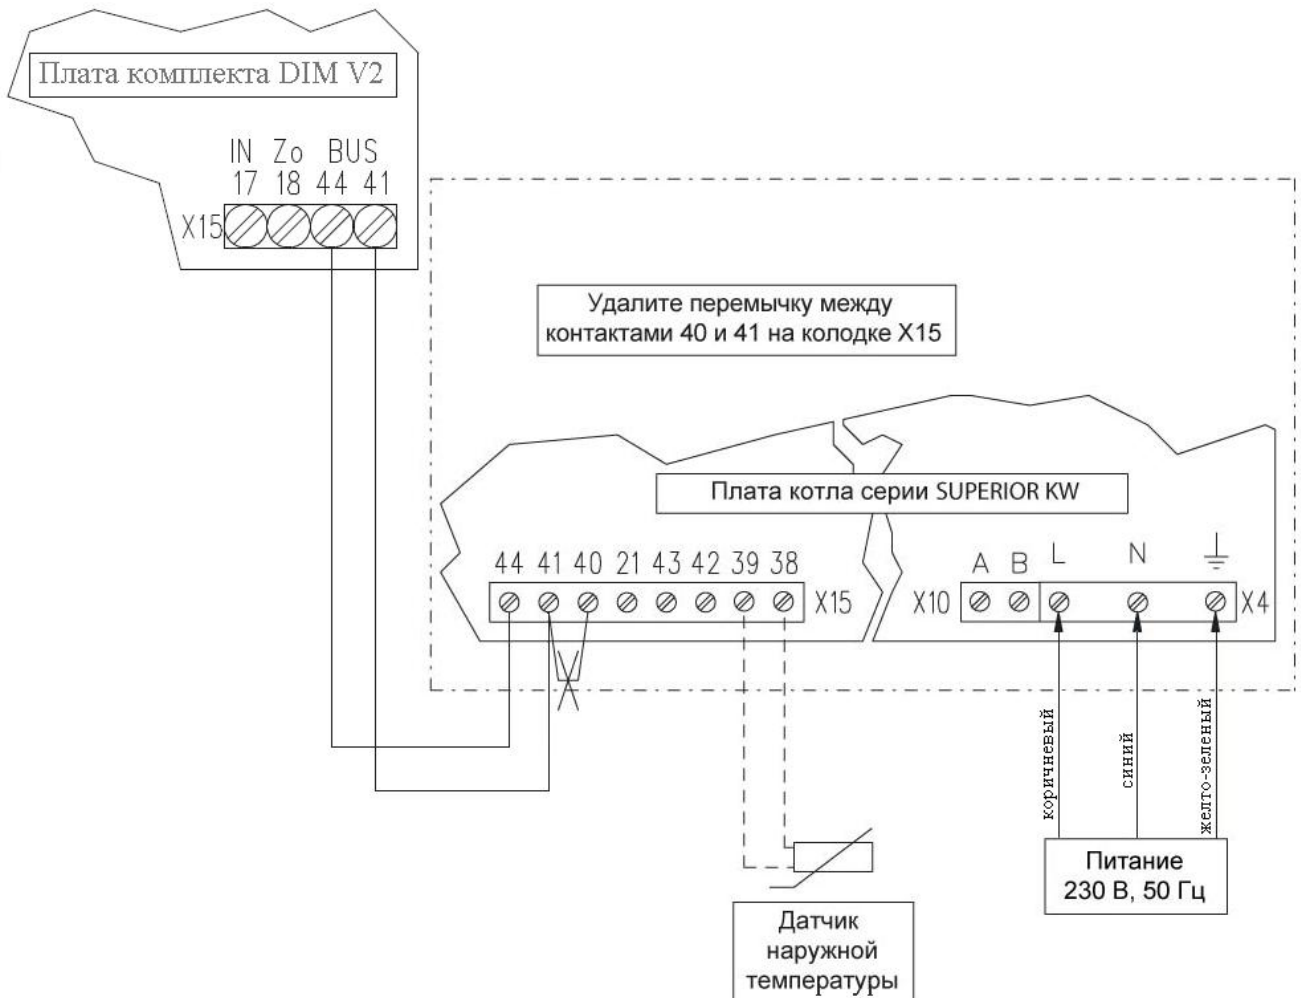 Плата комплекта DIM V2
IN Zo BUS
17 18 44 41
X15
Удалите перемычку между
контактами 40 и 41 на колодке X15
Плата котла серии SUPERIOR KW
44 41 40 21 43 42 39 38
X15
A B L N
X10
X4
коричневый
синий
желто-зеленый
Питание
230 В, 50 Гц
Датчик
наружной
температуры